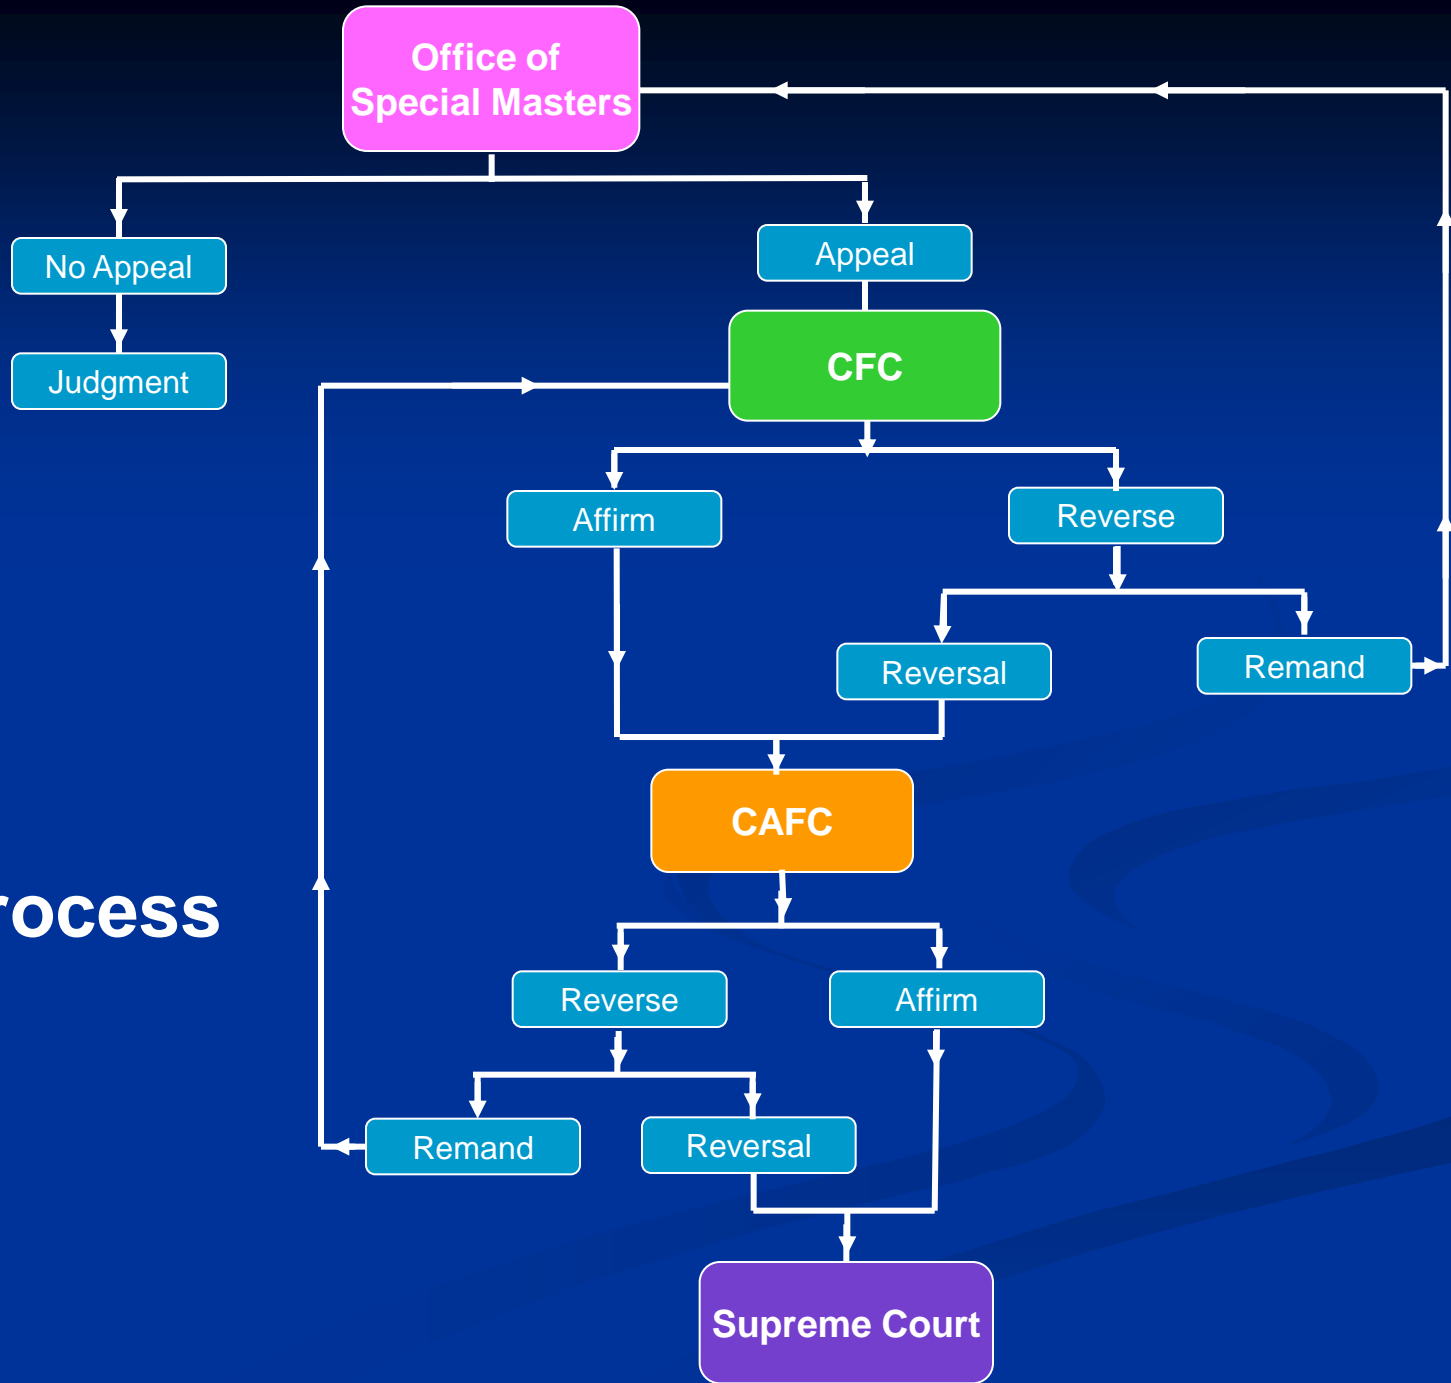 Office of
Special Masters
No Appeal
Appeal
Judgment
CFC
Affirm
Reverse
Reversal
Remand
CAFC
rocess
Reverse
Affirm
Remand
Reversal
Supreme Court